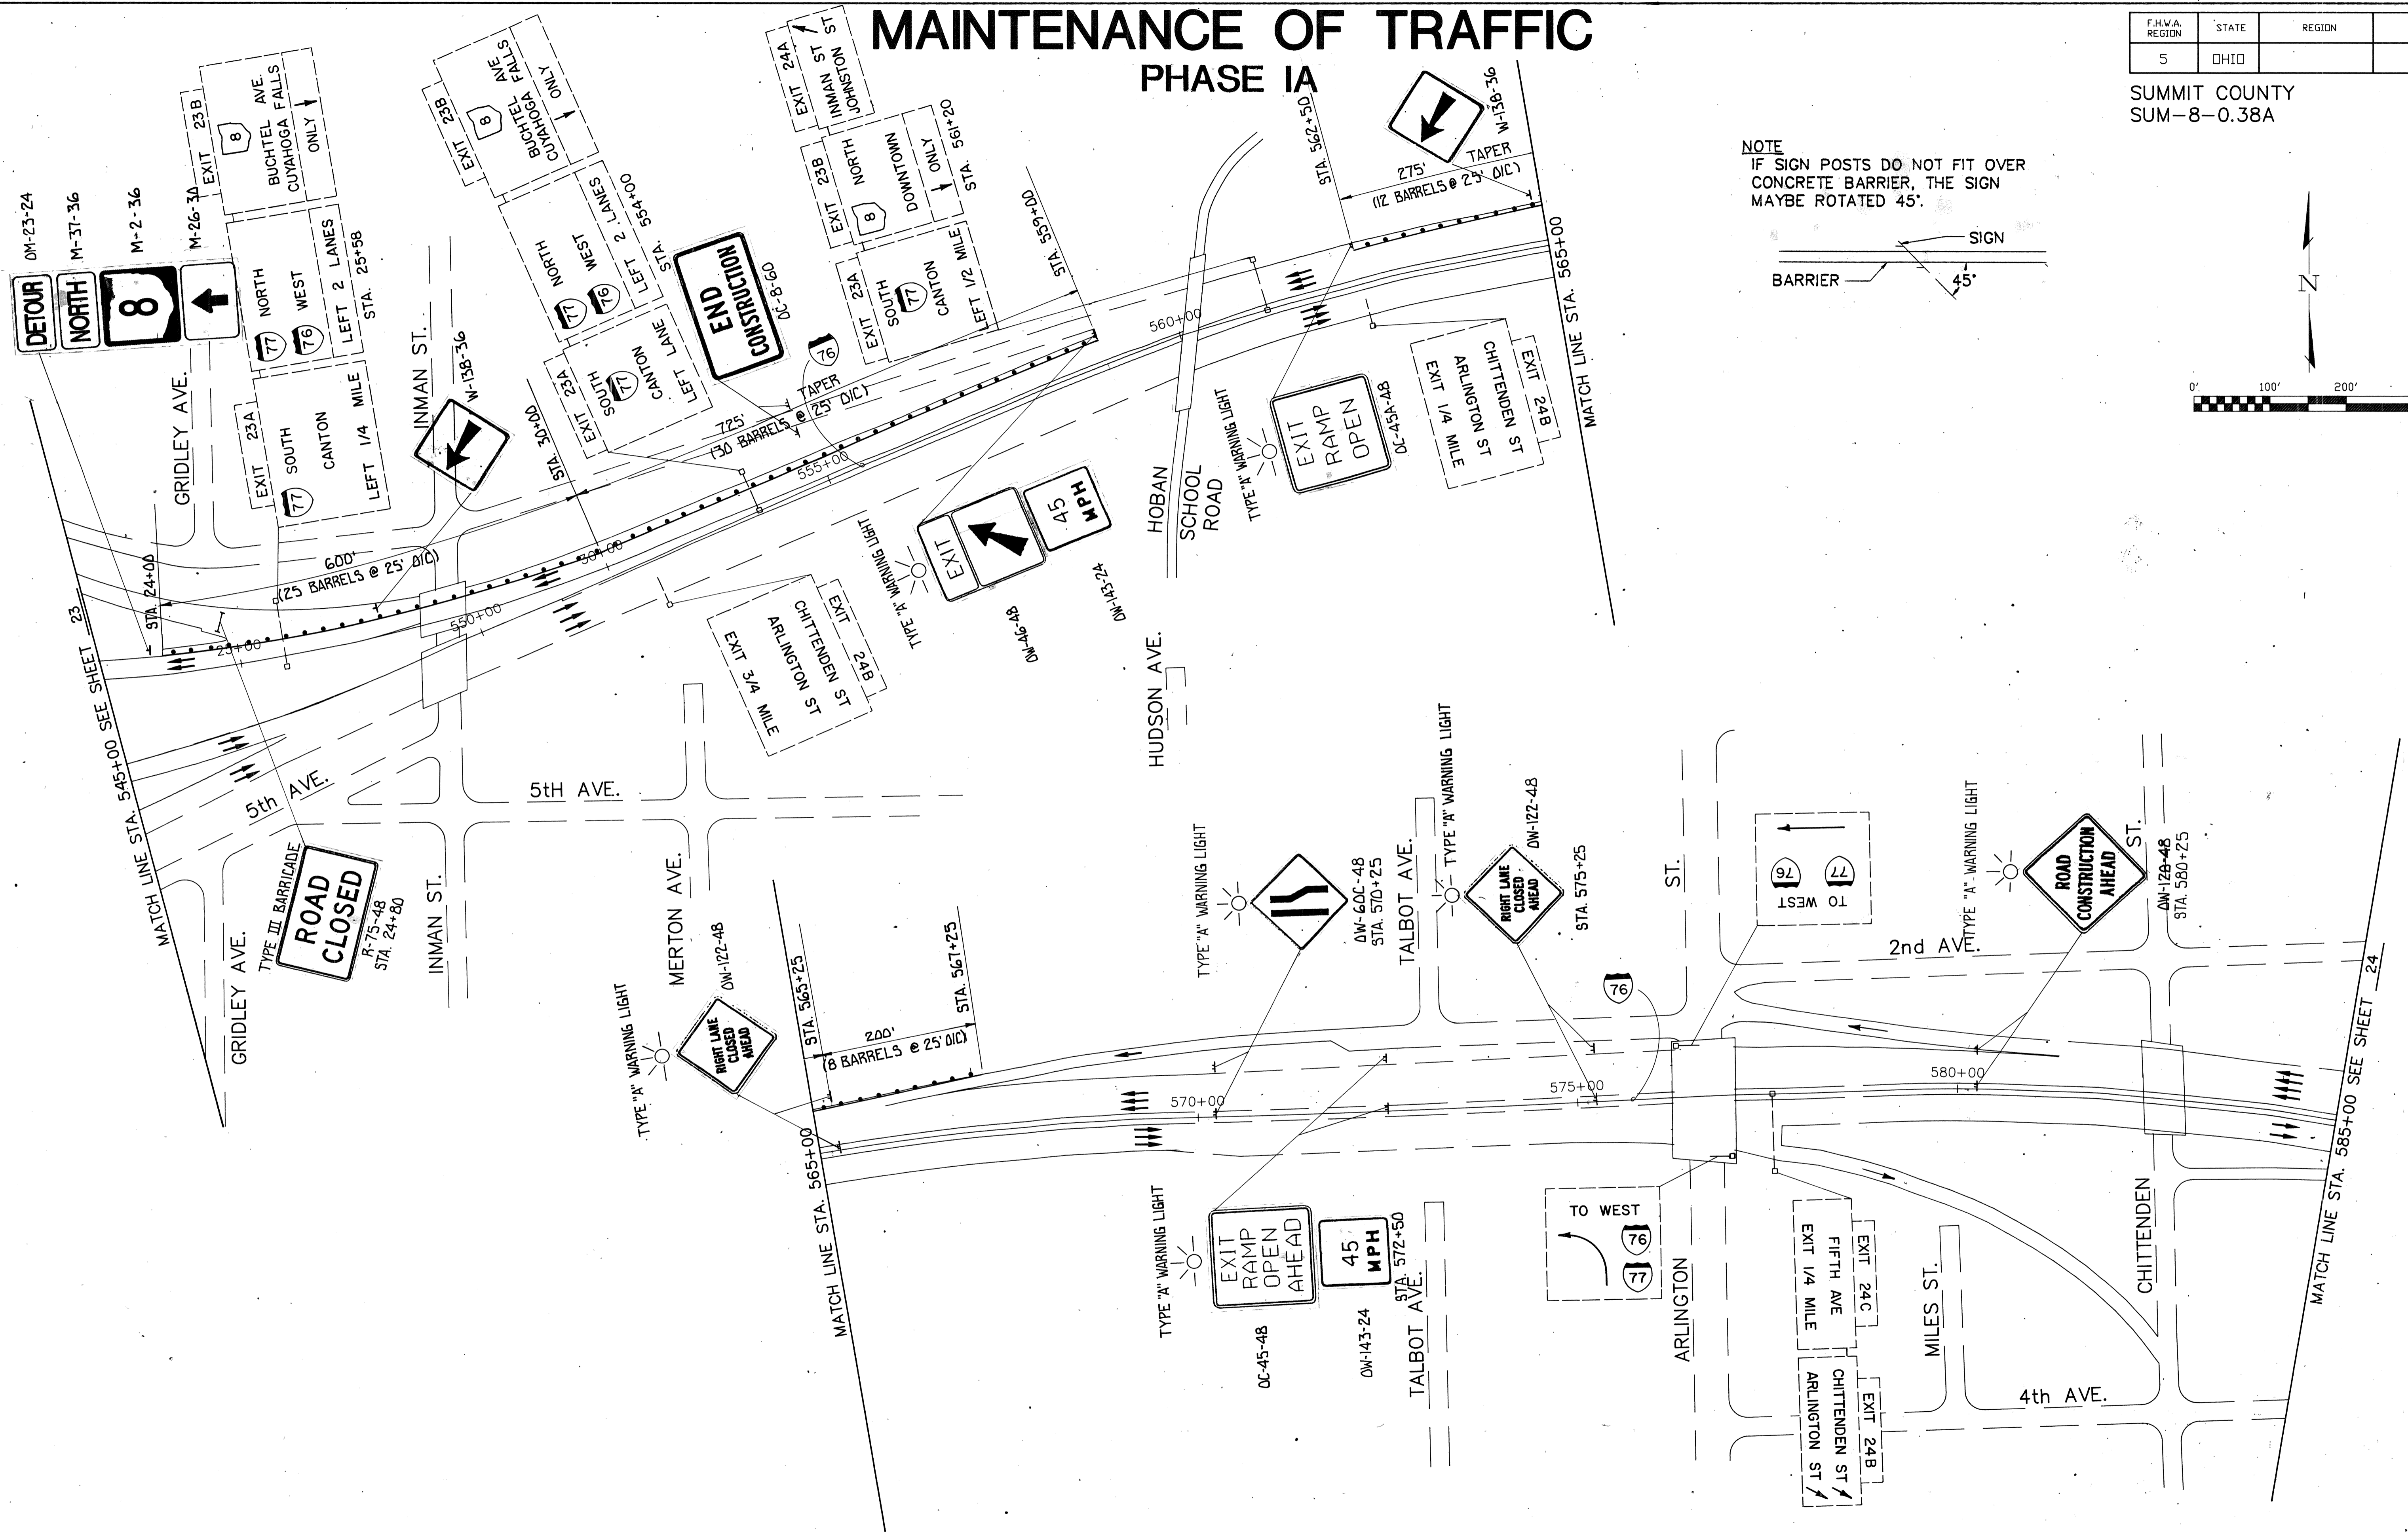 MAINTENANCE OF TRAFFIC
PHASE IA
F.H.W.A.
REGION
STATE
REGION
5
OHIO
SUMMIT COUNTY
SUM-8-0.38A
NOTE
IF SIGN POSTS DO NOT FIT OVER
CONCRETE BARRIER, THE SIGN
MAYBE ROTATED 45°.
SIGN
BARRIER
45°
N
0'
100'
200'
OM-23-24
M-37-36
M-2-36
M-26-30
DETOUR
NORTH
8
EXIT 23B
8
BUCHTEL AVE.
CUYAHOGA FALLS
ONLY
77 NORTH
76 WEST
LEFT 2 LANES
STA. 25+58
EXIT 23A
77 SOUTH
CANTON
LEFT 1/4 MILE
GRIDLEY AVE.
INMAN ST.
W-138-36
EXIT 23B
8
BUCHTEL AVE
CUYAHOGA FALLS
ONLY
77 NORTH
76 WEST
LEFT 2 LANES
STA. 554+00
EXIT 23A
SOUTH
77
CANTON
LEFT LANE
END
CONSTRUCTION
OC-8-60
EXIT 24A
INMAN ST
JOHNSTON ST
EXIT 23B
NORTH
8
DOWNTOWN
ONLY
STA. 561+20
EXIT 23A
SOUTH
77
CANTON
LEFT 1/2 MILE
STA. 559+00
STA. 562+50
W-138-36
275'
TAPER
(12 BARRELS @ 25' O/C)
STA. 30+00
725'
TAPER
(30 BARRELS @ 25' O/C)
76
560+00
555+00
30+00
550+00
25+00
STA. 24+00
600'
(25 BARRELS @ 25' O/C)
MATCH LINE STA. 545+00 SEE SHEET 23
MATCH LINE STA. 565+00
HOBAN
SCHOOL
ROAD
TYPE "A" WARNING LIGHT
EXIT
RAMP
OPEN
OC-45A-48
EXIT 24B
CHITTENDEN ST
ARLINGTON ST
EXIT 1/4 MILE
TYPE "A" WARNING LIGHT
EXIT
45
MPH
OW-46-48
OW-143-24
EXIT 24B
CHITTENDEN ST
ARLINGTON ST
EXIT 3/4 MILE
HUDSON AVE.
5th AVE.
5tH AVE.
TYPE III BARRICADE
ROAD
CLOSED
R-75-48
STA. 24+80
GRIDLEY AVE.
INMAN ST.
MERTON AVE.
TYPE "A" WARNING LIGHT
RIGHT LANE
CLOSED
AHEAD
OW-122-48
STA. 565+25
200'
(8 BARRELS @ 25' O/C)
STA. 567+25
MATCH LINE STA. 565+00
TYPE "A" WARNING LIGHT
OW-60C-48
STA. 570+25
TALBOT AVE.
TYPE "A" WARNING LIGHT
RIGHT LANE
CLOSED
AHEAD
OW-122-48
STA. 575+25
76
ST.
TO WEST
76
77
2nd AVE.
TYPE "A" WARNING LIGHT
ROAD
CONSTRUCTION
AHEAD
ST.
OW-128-48
STA. 580+25
570+00
575+00
580+00
MATCH LINE STA. 585+00 SEE SHEET 24
TYPE "A" WARNING LIGHT
EXIT
RAMP
OPEN
AHEAD
45
MPH
STA. 572+50
OC-45-48
OW-143-24
TALBOT AVE.
TO WEST
76
77
ARLINGTON
EXIT 24C
FIFTH AVE
EXIT 1/4 MILE
EXIT 24B
CHITTENDEN ST
ARLINGTON ST
MILES ST.
CHITTENDEN
4th AVE.